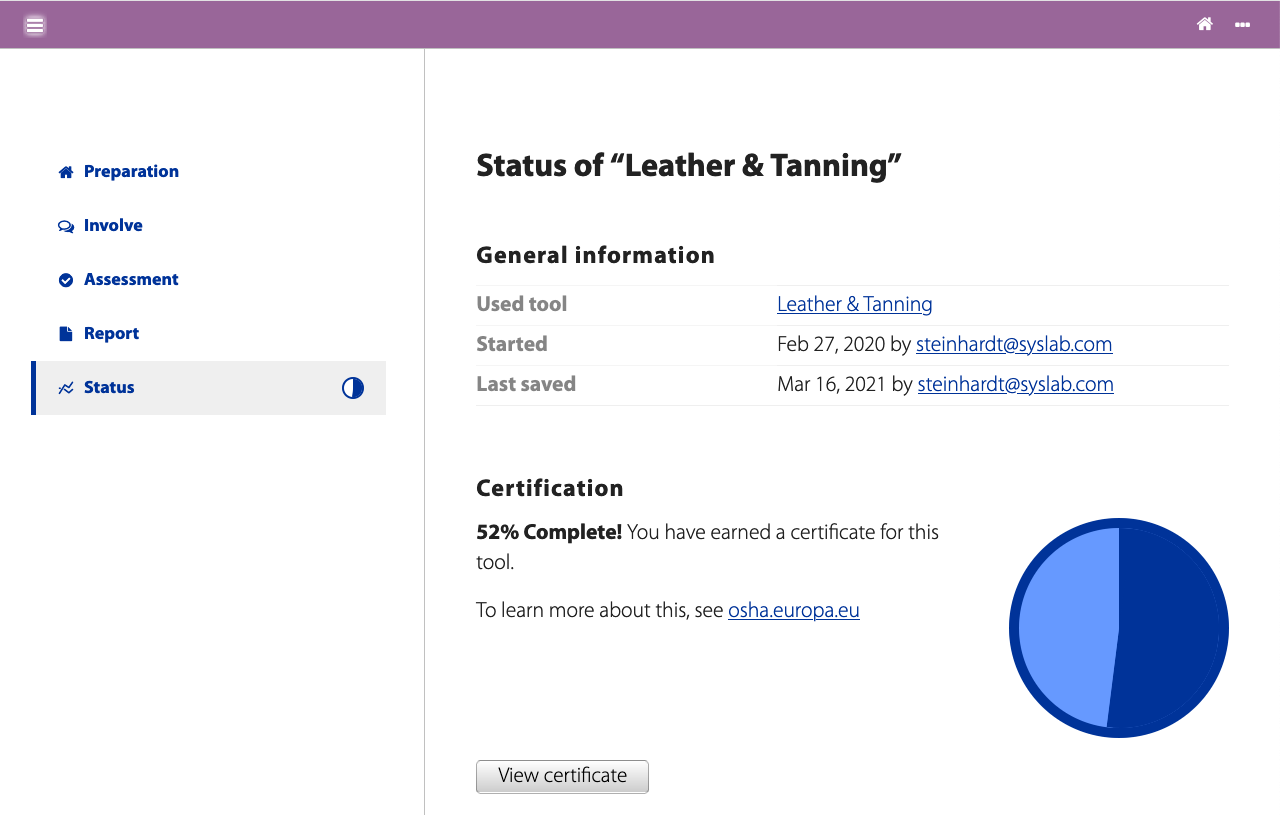 Preparation
Involve
Assessment
Report
Status
Status of “Leather & Tanning”
General information
Used tool Leather & Tanning
Started Feb 27, 2020 by steinhardt@syslab.com
Last saved Mar 16, 2021 by steinhardt@syslab.com
Certification
52% Complete! You have earned a certificate for this
tool.
To learn more about this, see osha.europa.eu
View certificate